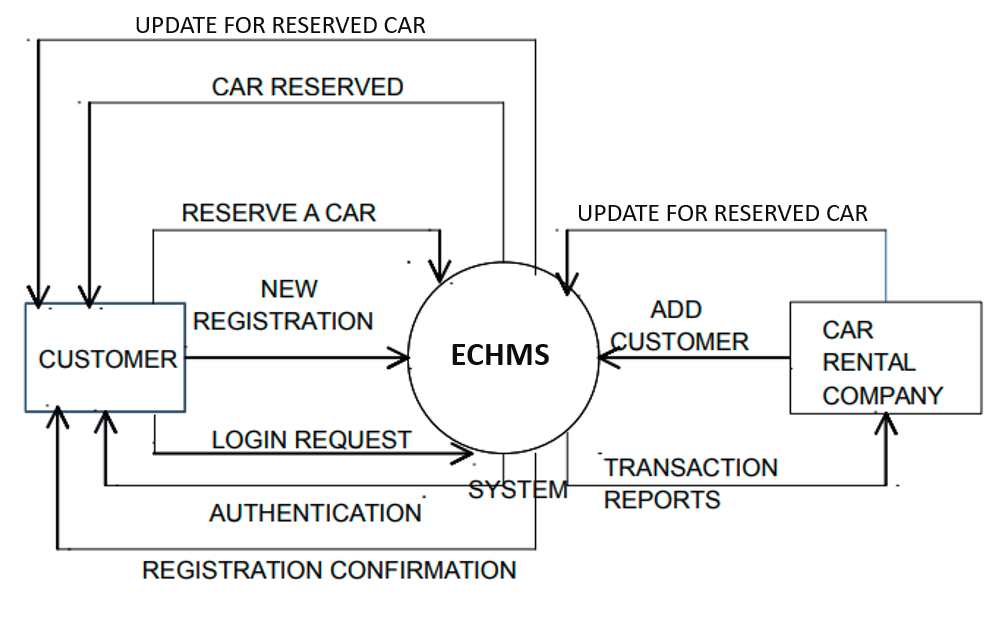 UPDATE FOR RESERVED CAR
CAR RESERVED
RESERVE A CAR
UPDATE FOR RESERVED CAR
NEW
REGISTRATION
ADD
CUSTOMER
CUSTOMER
ECHMS
CAR
RENTAL
COMPANY
LOGIN REQUEST
SYSTEM
TRANSACTION
REPORTS
AUTHENTICATION
REGISTRATION CONFIRMATION